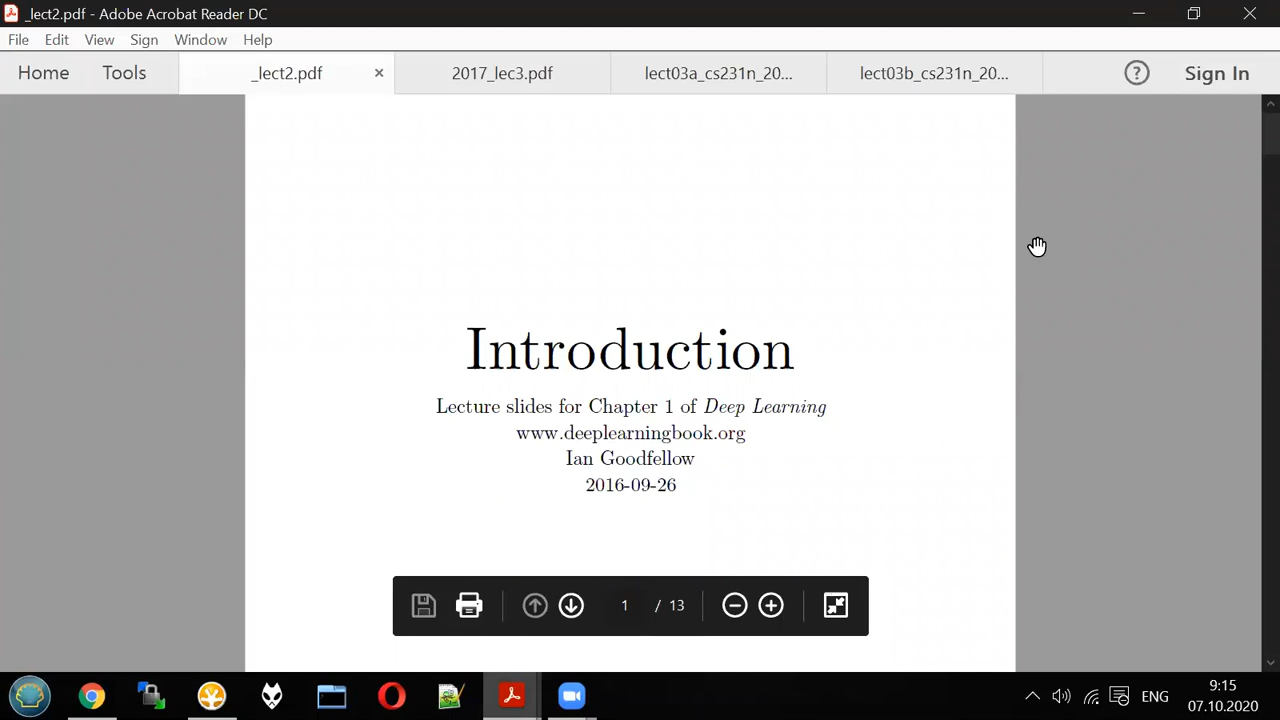 _lect2.pdf - Adobe Acrobat Reader DC
File Edit View Sign Window Help
Home Tools _lect2.pdf × 2017_lec3.pdf lect03a_cs231n_20... lect03b_cs231n_20... ? Sign In
Introduction
Lecture slides for Chapter 1 of Deep Learning
www.deeplearningbook.org
Ian Goodfellow
2016-09-26
1 / 13
ENG
9:15
07.10.2020